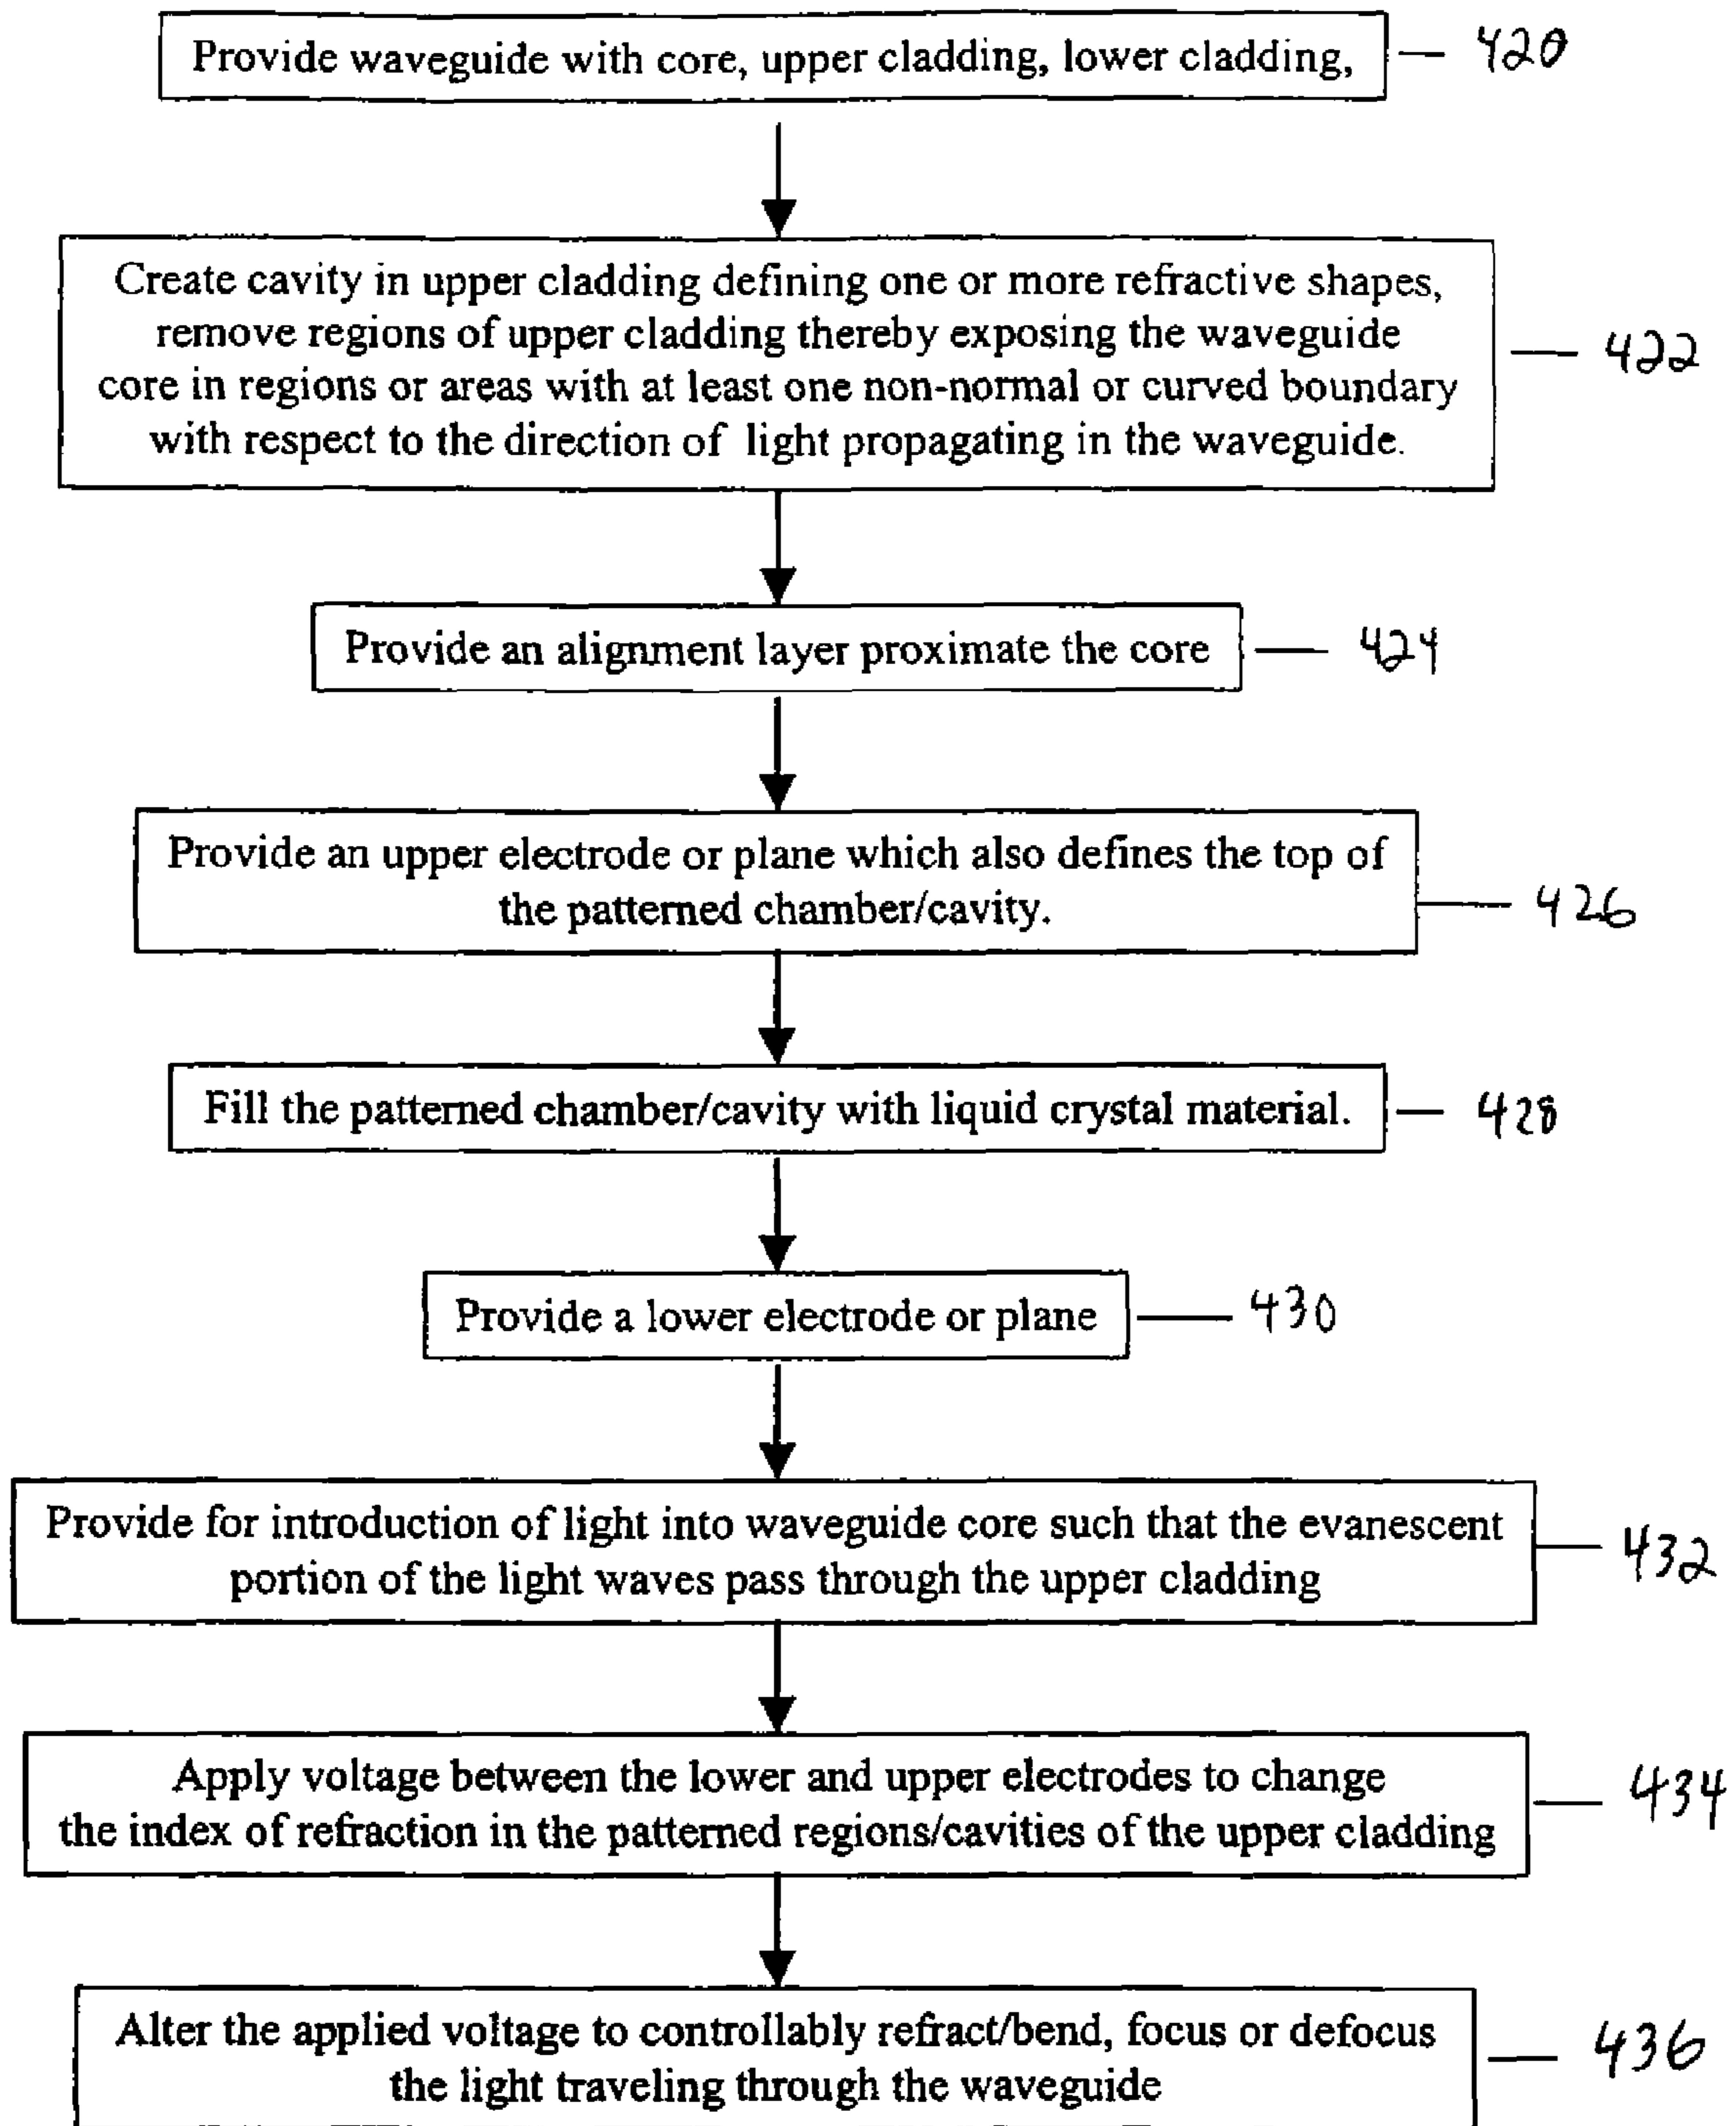 Provide waveguide with core, upper cladding, lower cladding, 420
Create cavity in upper cladding defining one or more refractive shapes,
remove regions of upper cladding thereby exposing the waveguide
core in regions or areas with at least one non-normal or curved boundary
with respect to the direction of light propagating in the waveguide.
422
Provide an alignment layer proximate the core 424
Provide an upper electrode or plane which also defines the top of
the patterned chamber/cavity.
426
Fill the patterned chamber/cavity with liquid crystal material. 428
Provide a lower electrode or plane 430
Provide for introduction of light into waveguide core such that the evanescent
portion of the light waves pass through the upper cladding
432
Apply voltage between the lower and upper electrodes to change
the index of refraction in the patterned regions/cavities of the upper cladding
434
Alter the applied voltage to controllably refract/bend, focus or defocus
the light traveling through the waveguide
436